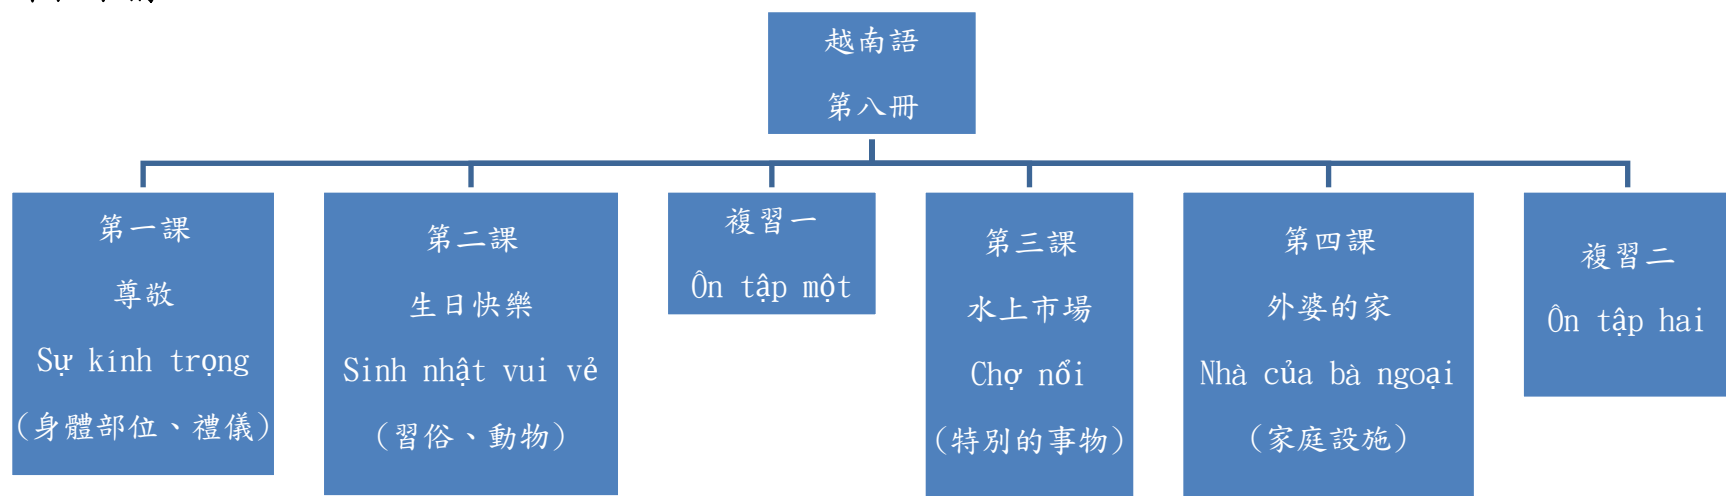 越南語
第八冊
第一課
尊敬
Sự kính trọng
(身體部位、禮儀)
第二課
生日快樂
Sinh nhật vui vẻ
(習俗、動物)
複習一
Ôn tập một
第三課
水上市場
Chợ nổi
(特別的事物)
第四課
外婆的家
Nhà của bà ngoại
(家庭設施)
複習二
Ôn tập hai